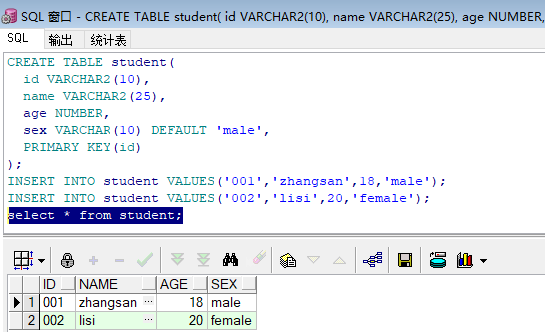 SQL 窗口 - CREATE TABLE student( id VARCHAR2(10), name VARCHAR2(25), age NUMBER,
SQL 输出 统计表
CREATE TABLE student(
id VARCHAR2(10),
name VARCHAR2(25),
age NUMBER,
sex VARCHAR(10) DEFAULT 'male',
PRIMARY KEY(id)
);
INSERT INTO student VALUES('001','zhangsan',18,'male');
INSERT INTO student VALUES('002','lisi',20,'female');
select * from student;
ID NAME AGE SEX
1 001 zhangsan ··· 18 male
2 002 lisi ··· 20 female